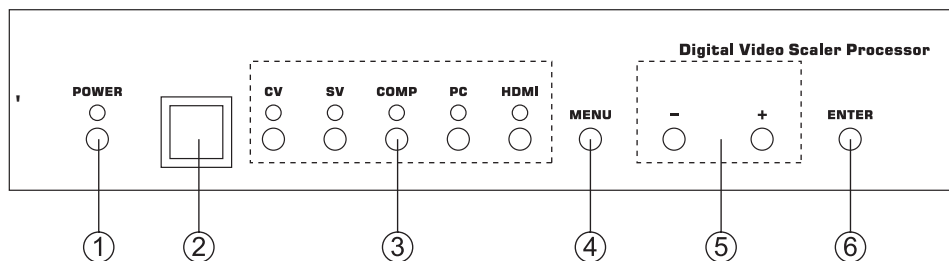 Digital Video Scaler Processor
POWER CV SV COMP PC HDMI MENU − + ENTER
1 2 3 4 5 6